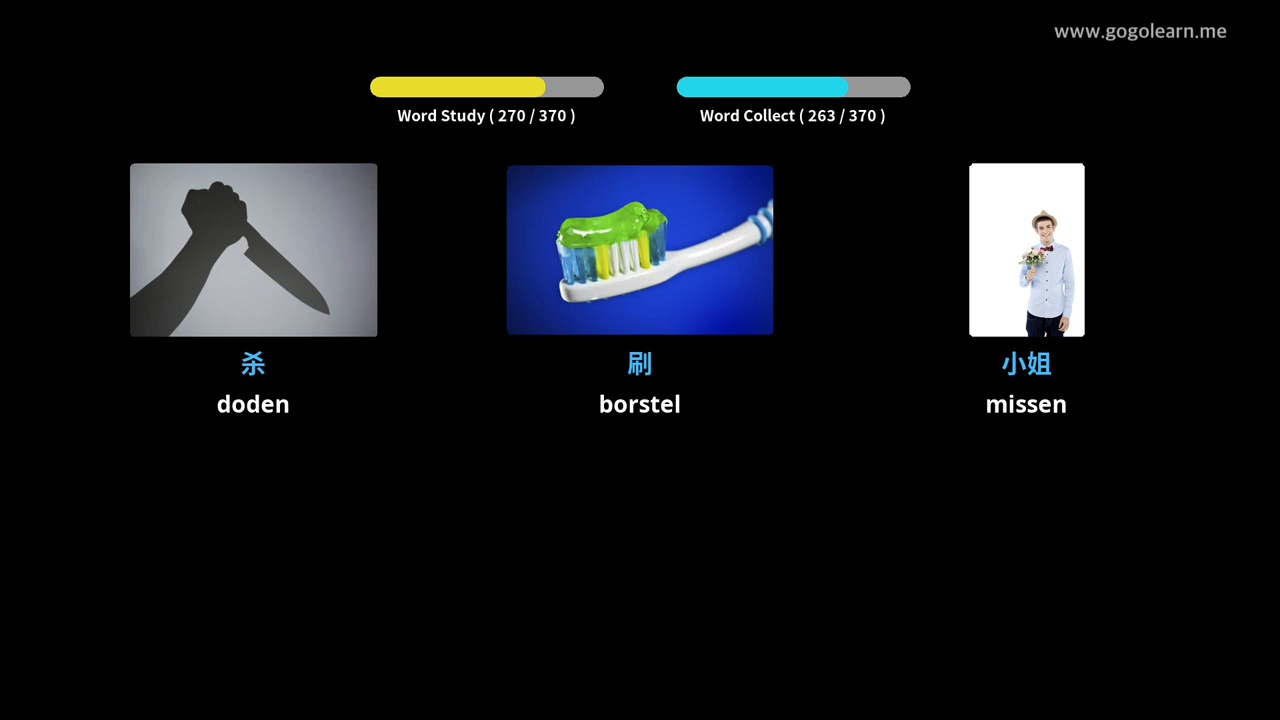 www.gogolearn.me
Word Study ( 270 / 370 )
Word Collect ( 263 / 370 )
杀
刷
小姐
doden
borstel
missen